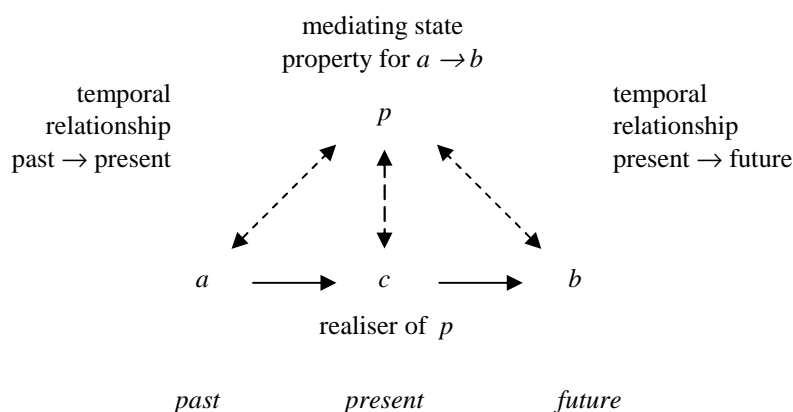 mediating state
property for a → b
temporal
relationship
past → present
temporal
relationship
present → future
p
a
c
b
realiser of p
past
present
future